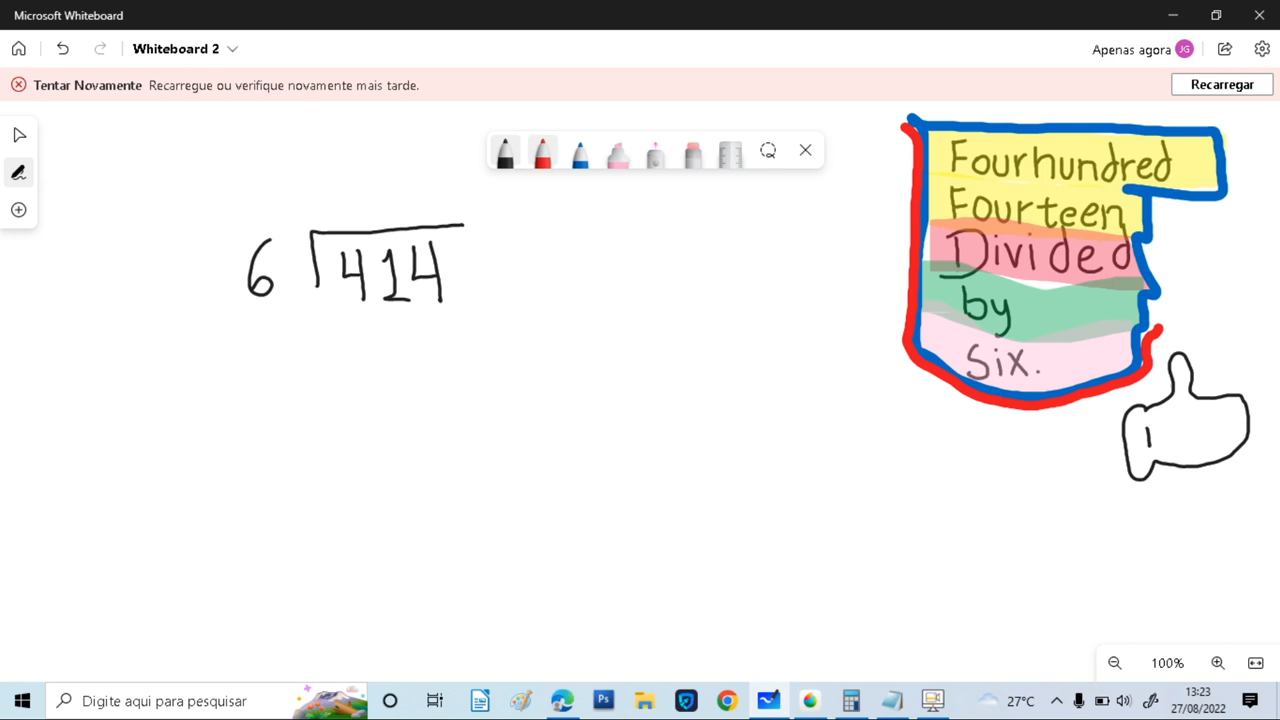 Microsoft Whiteboard
Whiteboard 2
Apenas agora JG
Tentar Novamente Recarregue ou verifique novamente mais tarde.
Recarregar
Fourhundred
Fourteen
Divided
by
Six.
6 414
100%
Digite aqui para pesquisar
Ps
27°C
13:23
27/08/2022